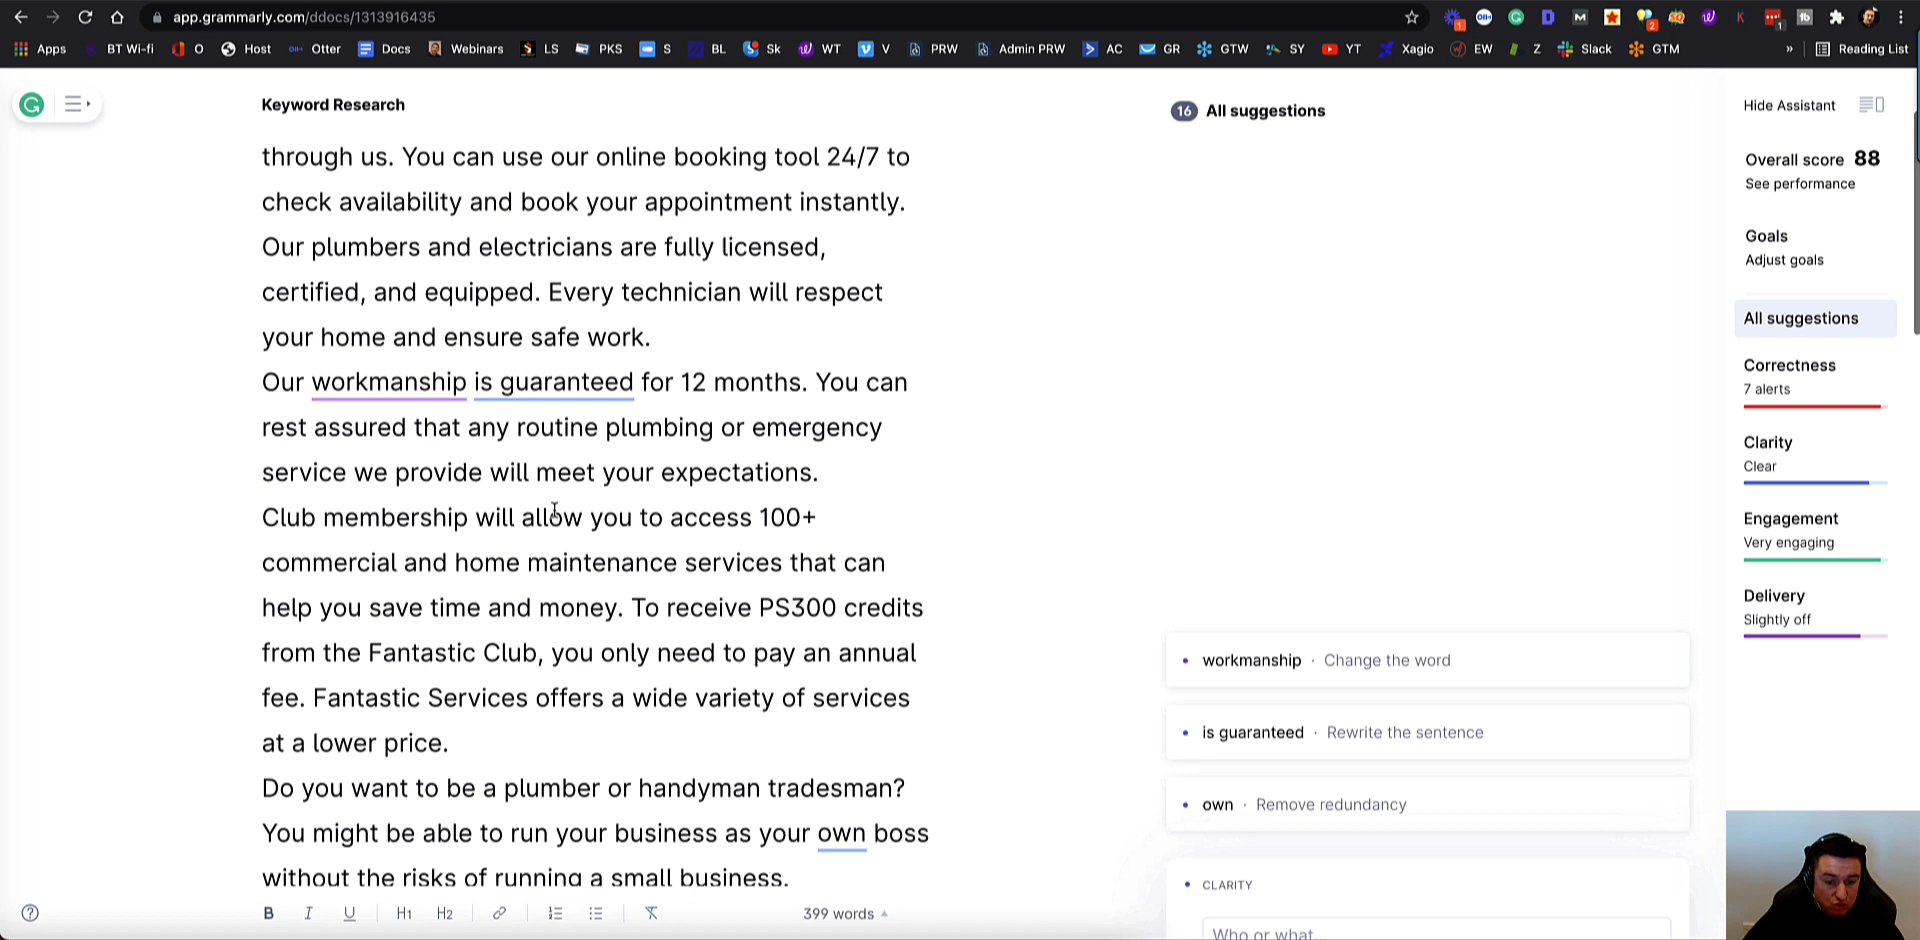 app.grammarly.com/ddocs/1313916435
Apps BT Wi-fi O Host Otter Docs Webinars LS PKS S BL Sk WT V PRW Admin PRW AC GR GTW SY YT Xagio EW Z Slack GTM » Reading List
Keyword Research
16 All suggestions
Hide Assistant
through us. You can use our online booking tool 24/7 to
check availability and book your appointment instantly.
Our plumbers and electricians are fully licensed,
certified, and equipped. Every technician will respect
your home and ensure safe work.
Our workmanship is guaranteed for 12 months. You can
rest assured that any routine plumbing or emergency
service we provide will meet your expectations.
Club membership will allow you to access 100+
commercial and home maintenance services that can
help you save time and money. To receive PS300 credits
from the Fantastic Club, you only need to pay an annual
fee. Fantastic Services offers a wide variety of services
at a lower price.
Do you want to be a plumber or handyman tradesman?
You might be able to run your business as your own boss
without the risks of running a small business.
workmanship · Change the word
is guaranteed · Rewrite the sentence
own · Remove redundancy
CLARITY
Who or what...
Overall score 88
See performance
Goals
Adjust goals
All suggestions
Correctness
7 alerts
Clarity
Clear
Engagement
Very engaging
Delivery
Slightly off
B I U H1 H2 399 words